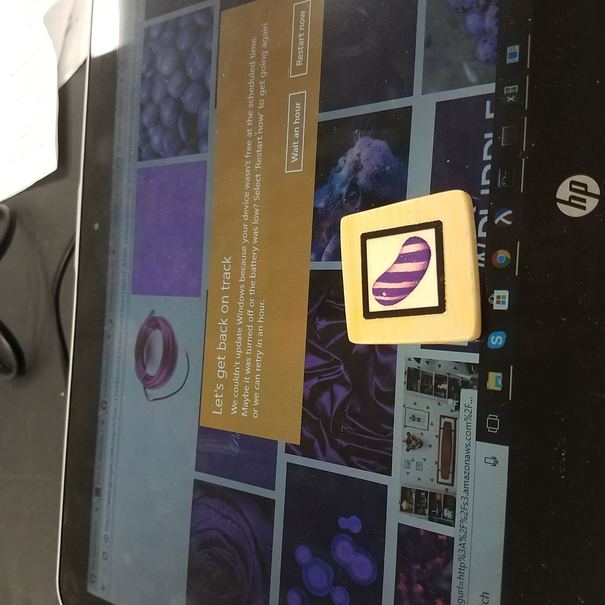 Let's get back on track
We couldn't update Windows because your device wasn't free at the scheduled time.
Maybe it was turned off or the battery was low? Select 'Restart now' to get going again
or we can retry in an hour.
Wait an hour
Restart now
gurl=http%3A%2F%2Fs3.amazonaws.com%2F...
ch
hp